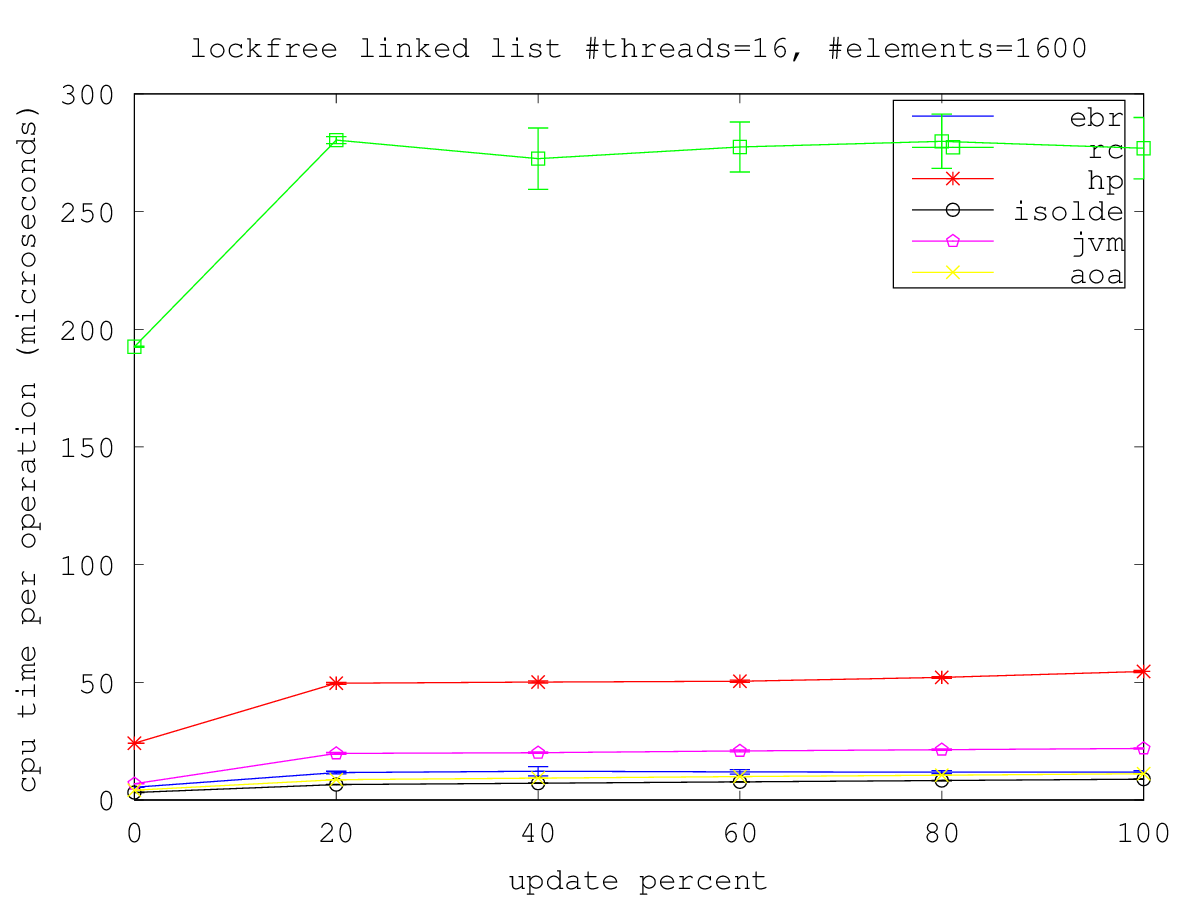 lockfree linked list #threads=16, #elements=1600
cpu time per operation (microseconds)
300
250
200
150
100
50
0
ebr
rc
hp
isolde
jvm
aoa
0 20 40 60 80 100
update percent